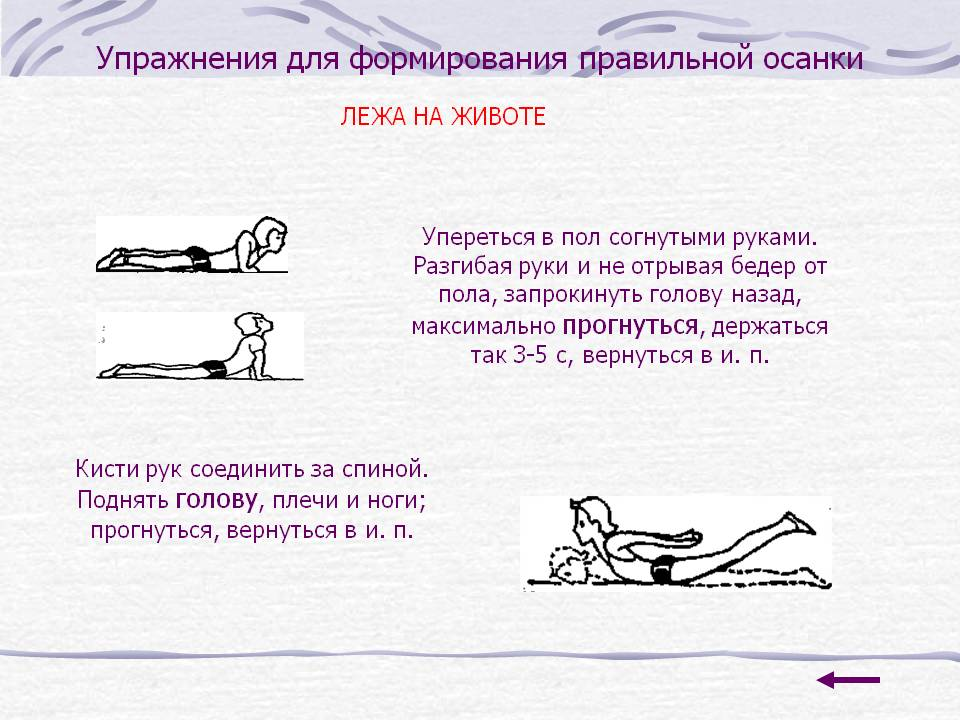 Упражнения для формирования правильной осанки
ЛЕЖА НА ЖИВОТЕ
Упереться в пол согнутыми руками.
Разгибая руки и не отрывая бедер от
пола, запрокинуть голову назад,
максимально прогнуться, держаться
так 3-5 с, вернуться в и. п.
Кисти рук соединить за спиной.
Поднять голову, плечи и ноги;
прогнуться, вернуться в и. п.